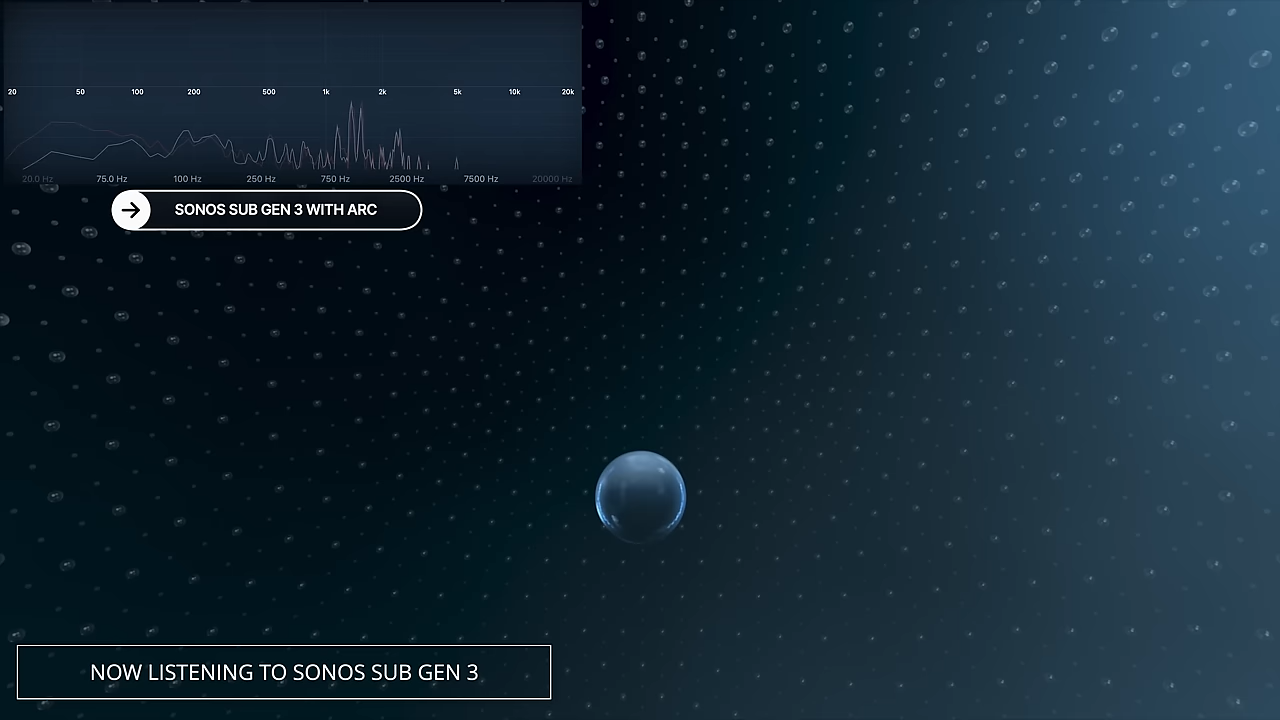 20 50 100 200 500 1k 2k 5k 10k 20k
20.0 Hz 75.0 Hz 100 Hz 250 Hz 750 Hz 2500 Hz 7500 Hz 20000 Hz
SONOS SUB GEN 3 WITH ARC
NOW LISTENING TO SONOS SUB GEN 3